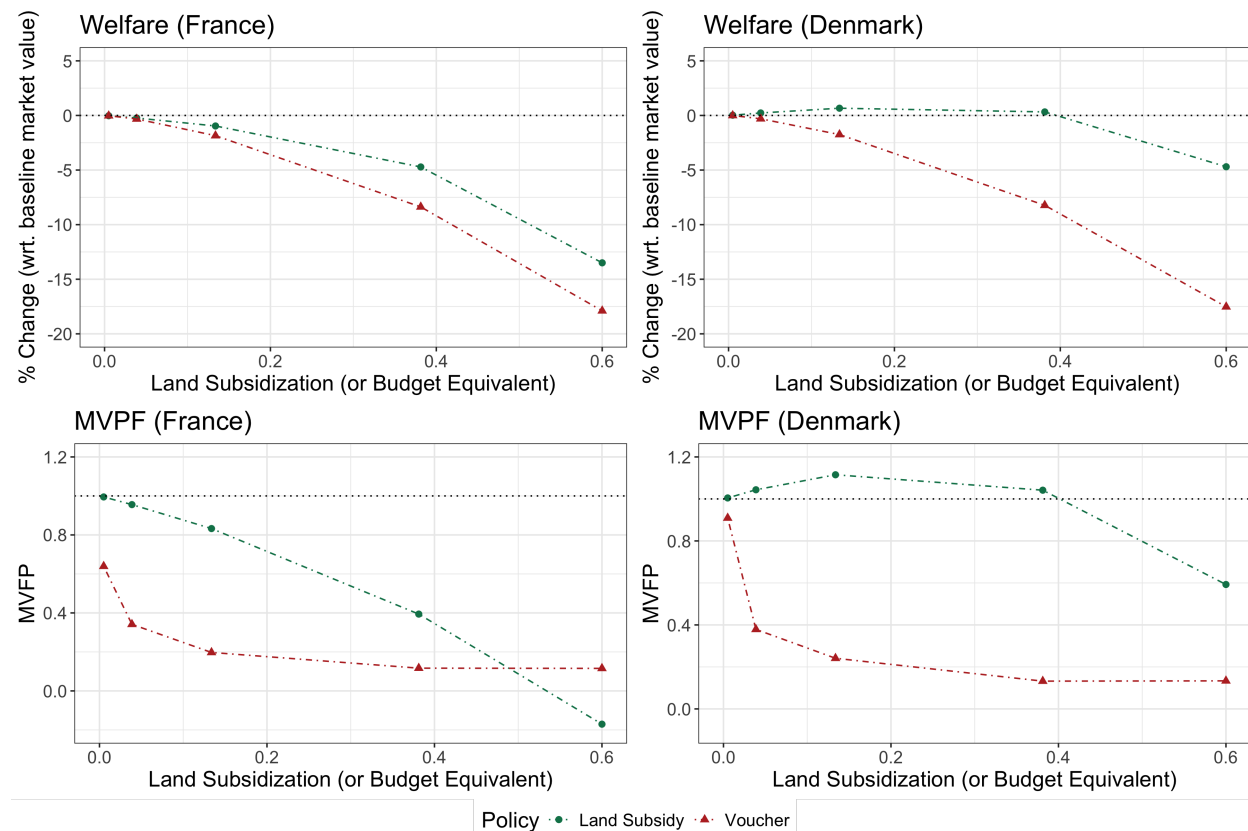 Welfare (France)
% Change (wrt. baseline market value)
5
0
-5
-10
-15
-20
0.0 0.2 0.4 0.6
Land Subsidization (or Budget Equivalent)
Welfare (Denmark)
% Change (wrt. baseline market value)
5
0
-5
-10
-15
-20
0.0 0.2 0.4 0.6
Land Subsidization (or Budget Equivalent)
MVPF (France)
MVFP
1.2
0.8
0.4
0.0
0.0 0.2 0.4 0.6
Land Subsidization (or Budget Equivalent)
MVPF (Denmark)
MVFP
1.2
0.8
0.4
0.0
0.0 0.2 0.4 0.6
Land Subsidization (or Budget Equivalent)
Policy Land Subsidy Voucher